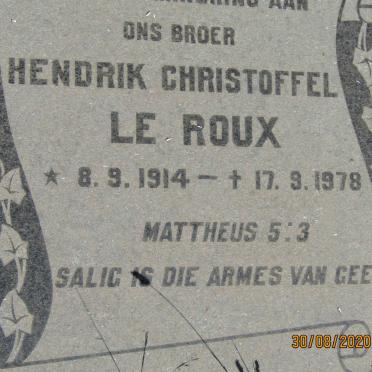 AAN
ONS BROER
HENDRIK CHRISTOFFEL
LE ROUX
* 8.9.1914 — † 17.9.1978
MATTHEUS 5:3
SALIG IS DIE ARMES VAN GEE
30/08/2020